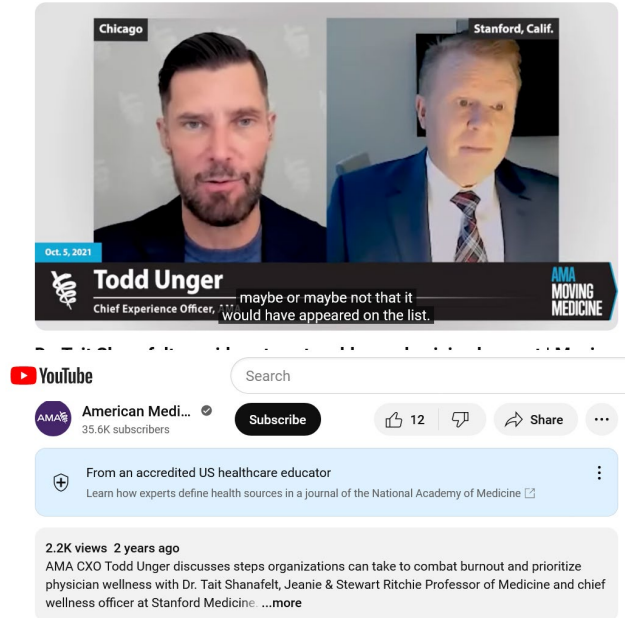 Chicago
Stanford, Calif.
Oct. 5, 2021
Todd Unger
Chief Experience Officer,
maybe or maybe not that it
would have appeared on the list.
AMA
MOVING
MEDICINE
YouTube
Search
AMA
American Medi...
35.6K subscribers
Subscribe
12
Share
From an accredited US healthcare educator
Learn how experts define health sources in a journal of the National Academy of Medicine
2.2K views 2 years ago
AMA CXO Todd Unger discusses steps organizations can take to combat burnout and prioritize
physician wellness with Dr. Tait Shanafelt, Jeanie & Stewart Ritchie Professor of Medicine and chief
wellness officer at Stanford Medicine. ...more